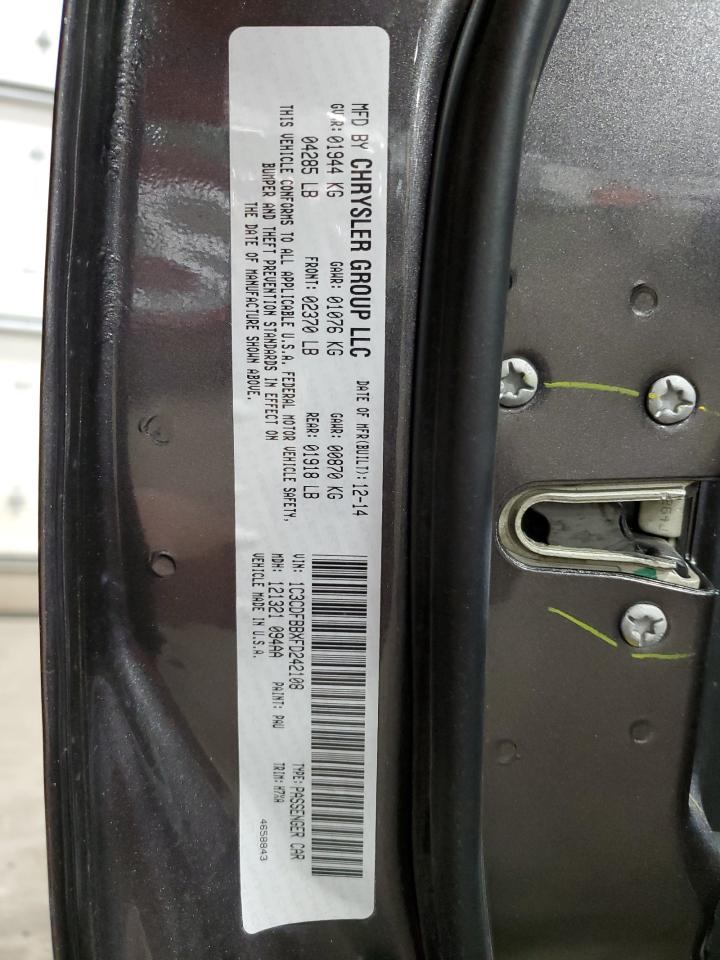 MFD BY CHRYSLER GROUP LLC DATE OF MFR(BUILT): 12-14
GVWR: 01944 KG GAWR: 01076 KG GAWR: 00870 KG
04285 LB FRONT: 02370 LB REAR: 01918 LB
THIS VEHICLE CONFORMS TO ALL APPLICABLE U.S.A. FEDERAL MOTOR VEHICLE SAFETY,
BUMPER AND THEFT PREVENTION STANDARDS IN EFFECT ON
THE DATE OF MANUFACTURE SHOWN ABOVE.
VIN: 1C3CDFBBXFD242108 TYPE: PASSENGER CAR
MDH: 121321 094AA PAINT: PAU TRIM: H7XA
VEHICLE MADE IN U.S.A.
4658843